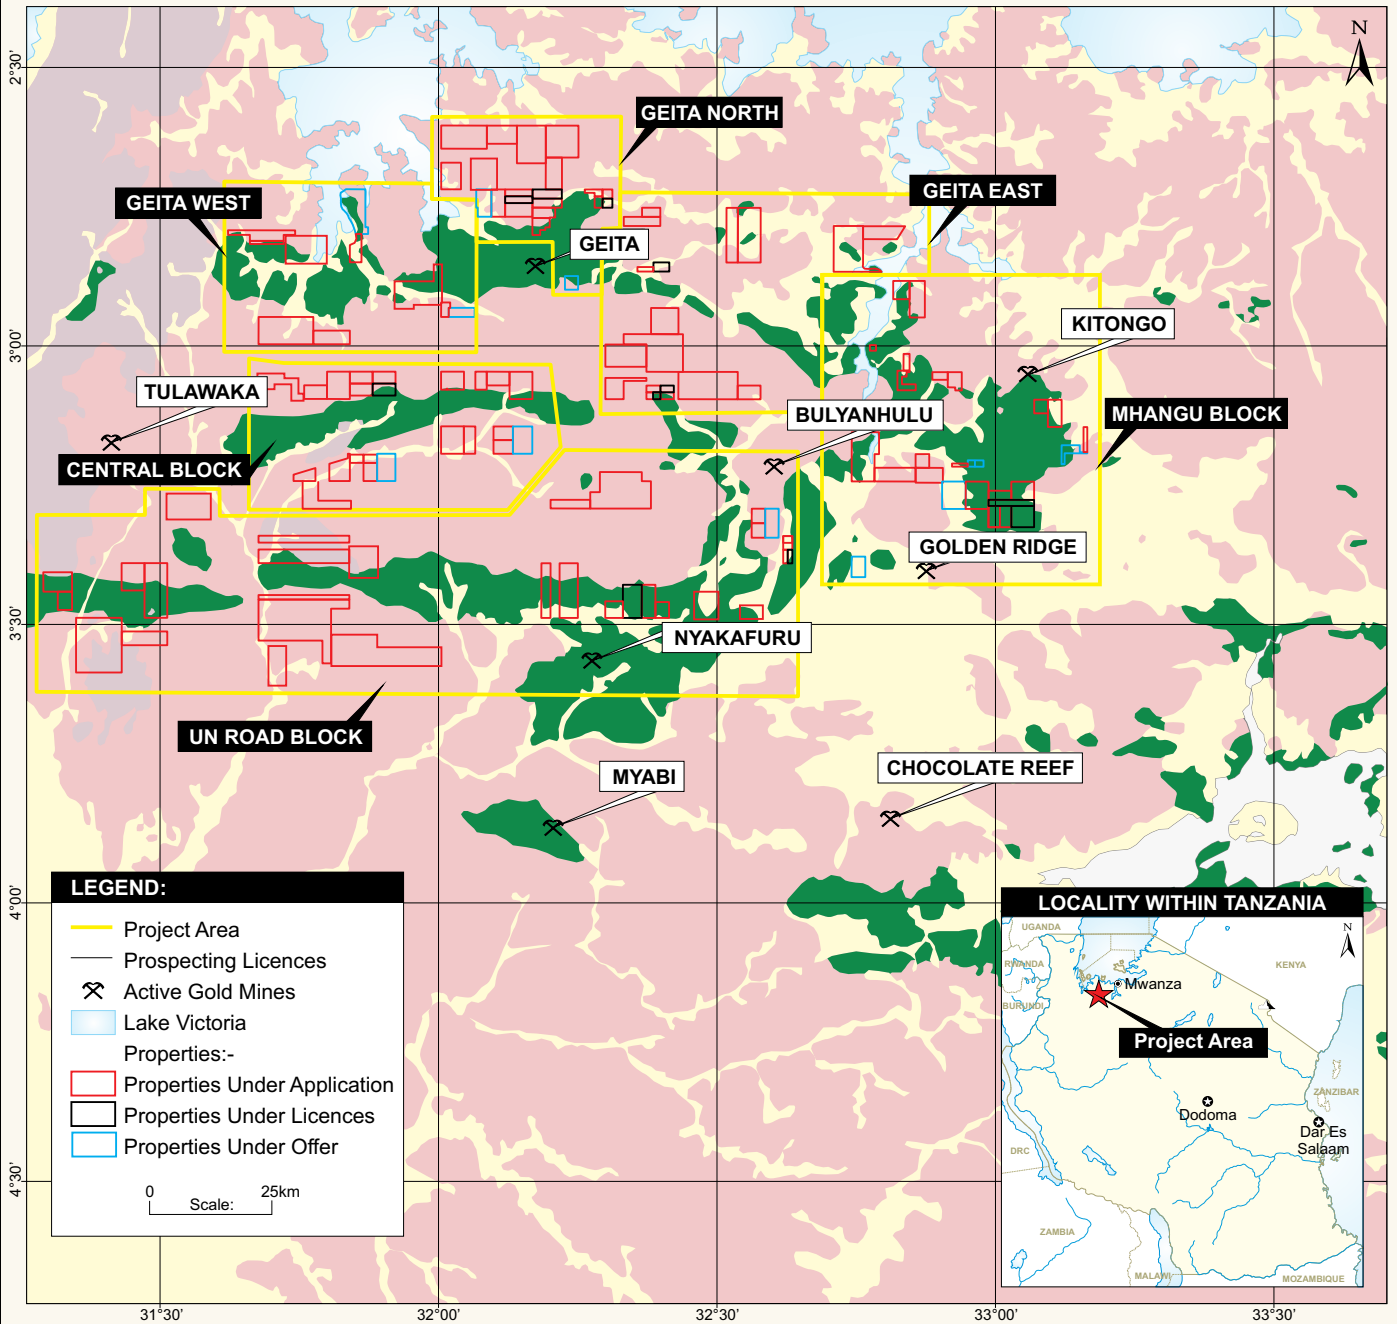 N
2°30'
GEITA NORTH
GEITA WEST
GEITA EAST
GEITA
3°00'
KITONGO
TULAWAKA
BULYANHULU
MHANGU BLOCK
CENTRAL BLOCK
GOLDEN RIDGE
3°30'
NYAKAFURU
UN ROAD BLOCK
MYABI
CHOCOLATE REEF
4°00'
LEGEND:
Project Area
Prospecting Licences
Active Gold Mines
Lake Victoria
Properties:-
Properties Under Application
Properties Under Licences
Properties Under Offer
0 25km
Scale:
4°30'
LOCALITY WITHIN TANZANIA
UGANDA
N
RWANDA
KENYA
Mwanza
BURUNDI
Project Area
ZANZIBAR
Dodoma
Dar Es
Salaam
DRC
ZAMBIA
MALAWI
MOZAMBIQUE
31°30'
32°00'
32°30'
33°00'
33°30'